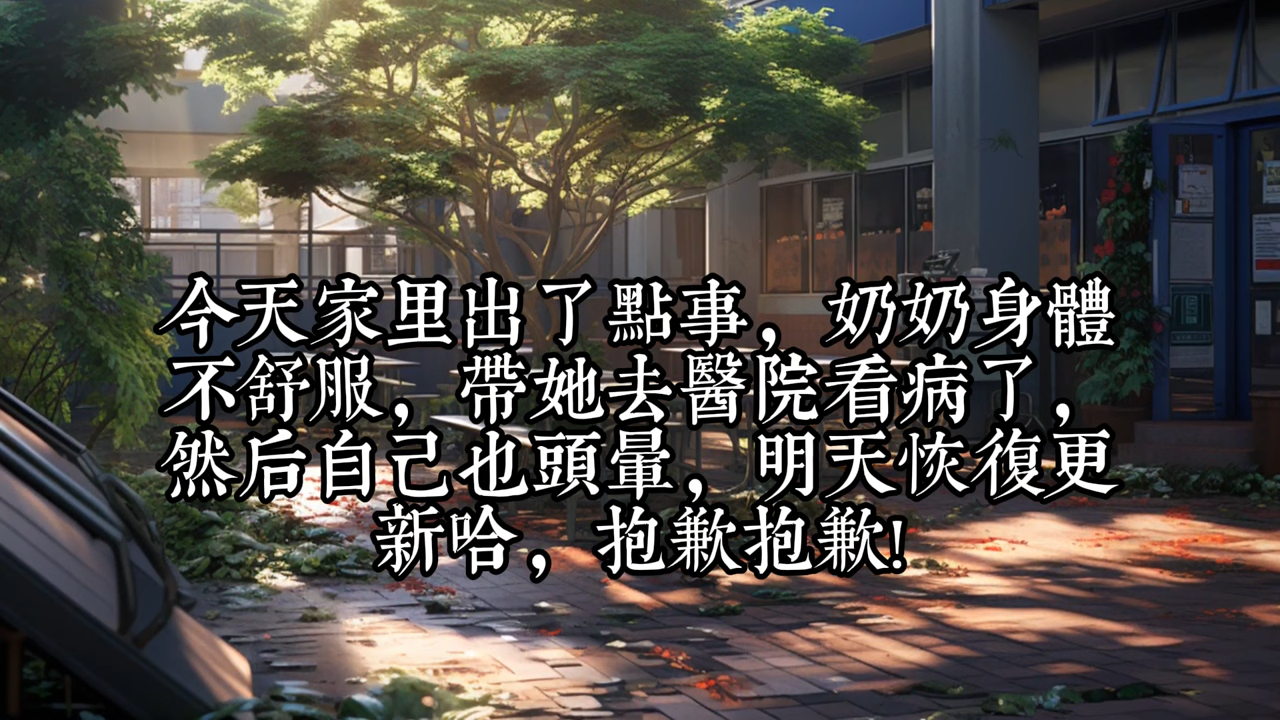 今天家里出了點事，奶奶身體
不舒服，帶她去醫院看病了，
然后自己也頭暈，明天恢復更
新哈，抱歉抱歉!